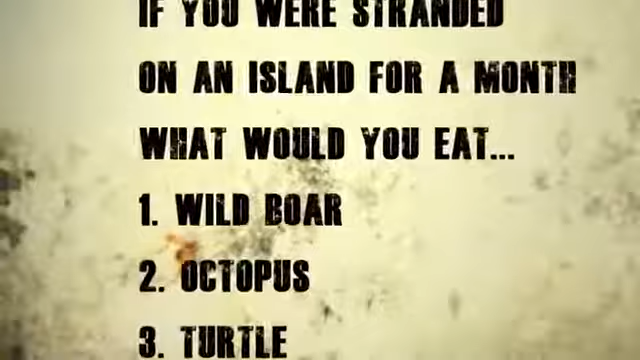 IF YOU WERE STRANDED
ON AN ISLAND FOR A MONTH
WHAT WOULD YOU EAT...
1. WILD BOAR
2. OCTOPUS
3. TURTLE